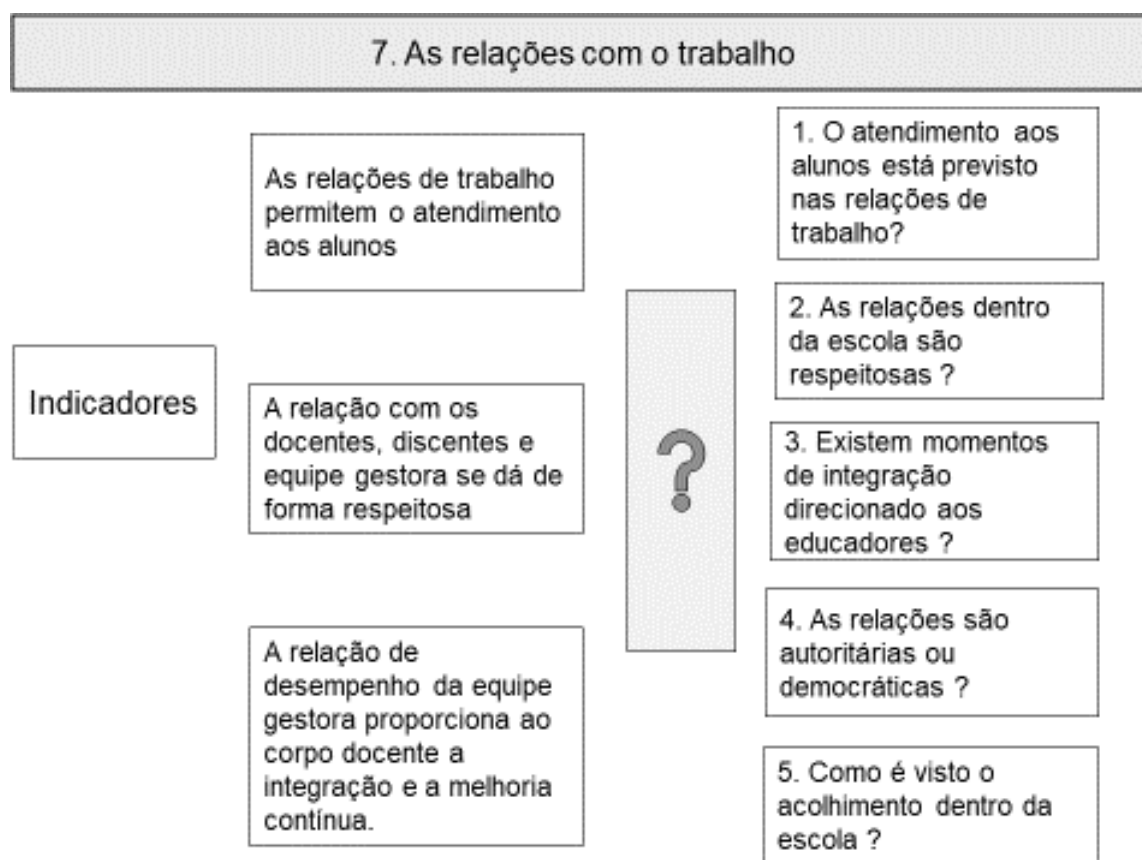 7. As relações com o trabalho
Indicadores
As relações de trabalho
permitem o atendimento
aos alunos
A relação com os
docentes, discentes e
equipe gestora se dá de
forma respeitosa
A relação de
desempenho da equipe
gestora proporciona ao
corpo docente a
integração e a melhoria
contínua.
?
1. O atendimento aos
alunos está previsto
nas relações de
trabalho?
2. As relações dentro
da escola são
respeitosas ?
3. Existem momentos
de integração
direcionado aos
educadores ?
4. As relações são
autoritárias ou
democráticas ?
5. Como é visto o
acolhimento dentro da
escola ?